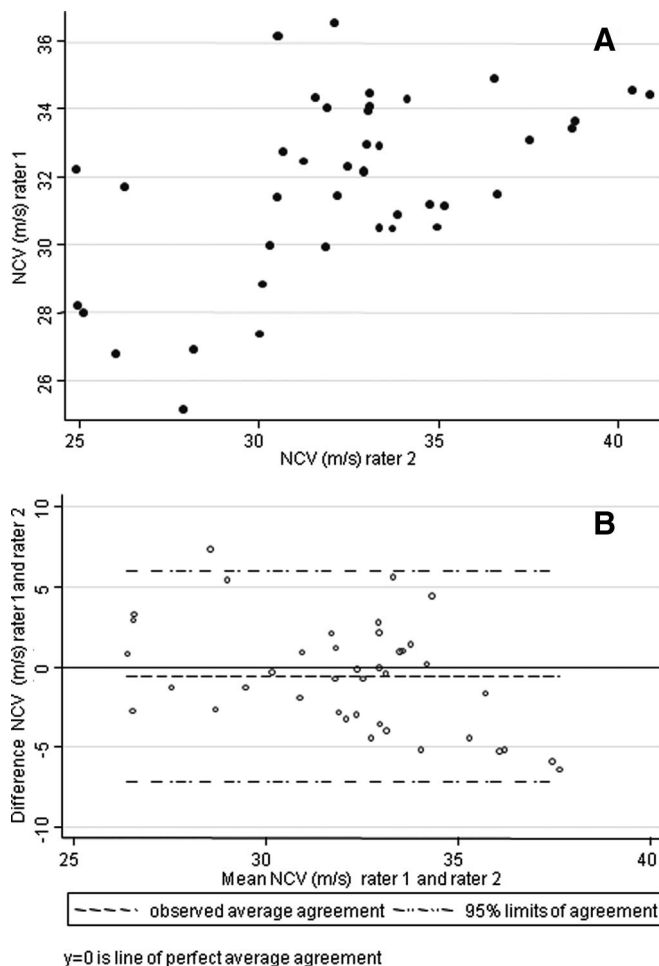 A
NCV (m/s) rater 1
36
34
32
30
28
26
25
30
35
40
NCV (m/s) rater 2
B
Difference NCV (m/s) rater 1 and rater 2
10
5
0
-5
-10
25
30
35
40
Mean NCV (m/s) rater 1 and rater 2
observed average agreement
95% limits of agreement
y=0 is line of perfect average agreement